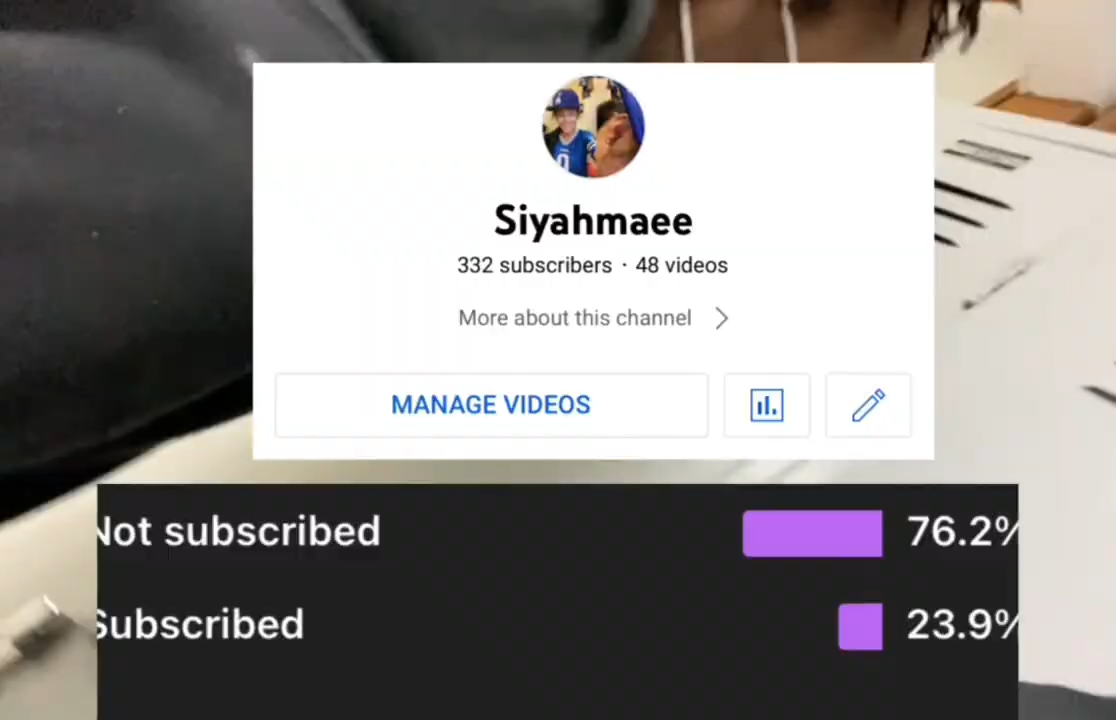 Siyahmaee
332 subscribers · 48 videos
More about this channel
MANAGE VIDEOS
Not subscribed 76.2%
Subscribed 23.9%